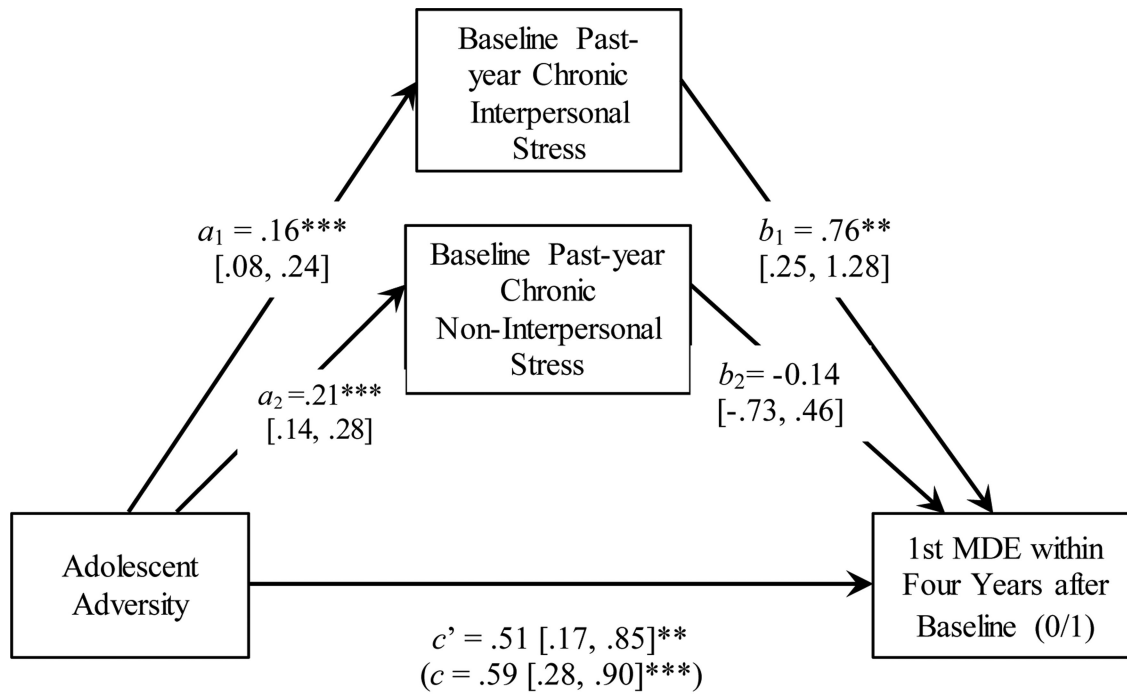 Baseline Past-
year Chronic
Interpersonal
Stress
a₁ = .16***
[.08, .24]
b₁ = .76**
[.25, 1.28]
Baseline Past-year
Chronic
Non-Interpersonal
Stress
a₂ =.21***
[.14, .28]
b₂= -0.14
[-.73, .46]
Adolescent
Adversity
1st MDE within
Four Years after
Baseline (0/1)
c’ = .51 [.17, .85]**
(c = .59 [.28, .90]***)